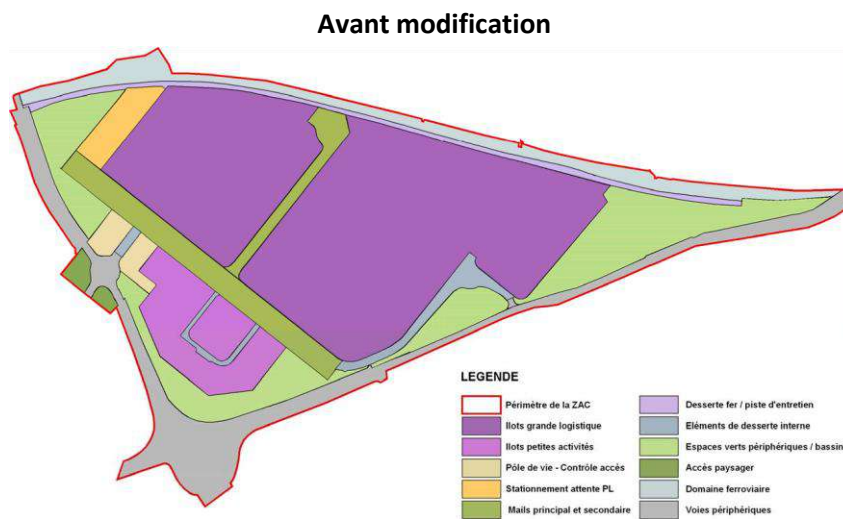 Avant modification
LEGENDE
Périmètre de la ZAC
Ilots grande logistique
Ilots petites activités
Pôle de vie - Contrôle accès
Stationnement attente PL
Mails principal et secondaire
Desserte fer / piste d'entretien
Eléments de desserte interne
Espaces verts périphériques / bassin
Accès paysager
Domaine ferroviaire
Voies périphériques